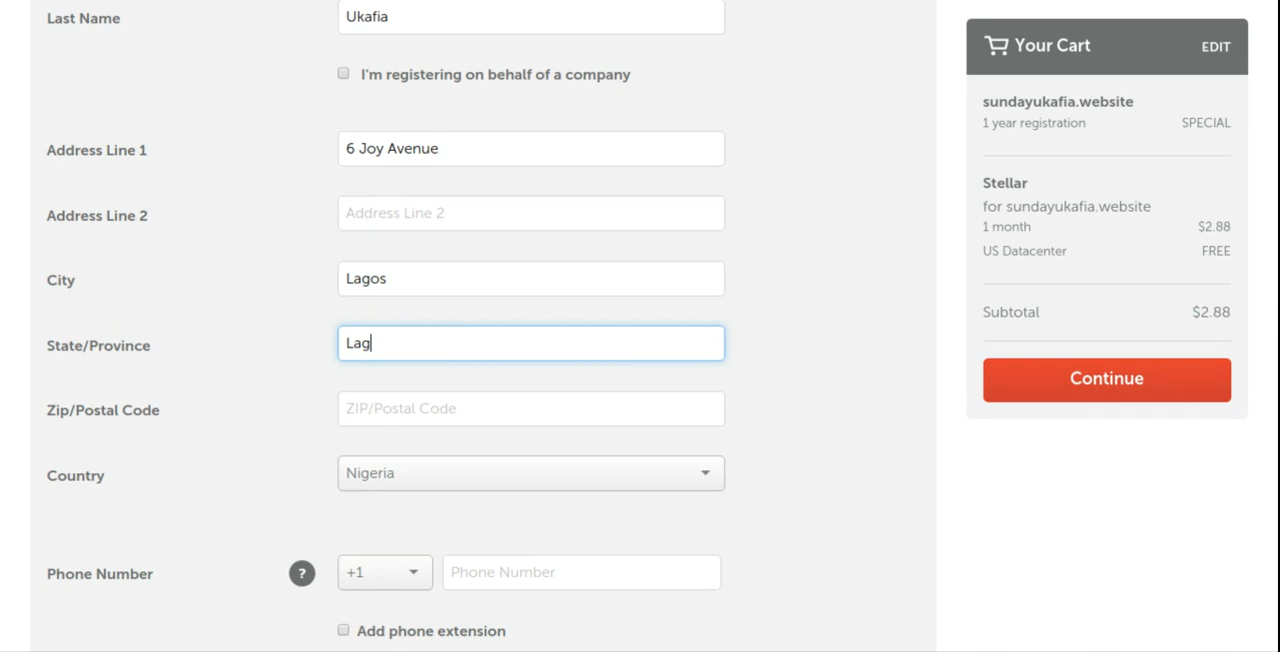 Last Name
Ukafia
I'm registering on behalf of a company
Address Line 1
6 Joy Avenue
Address Line 2
Address Line 2
City
Lagos
State/Province
Lag
Zip/Postal Code
ZIP/Postal Code
Country
Nigeria
Phone Number
?
+1
Phone Number
Add phone extension
Your Cart
EDIT
sundayukafia.website
1 year registration SPECIAL
Stellar
for sundayukafia.website
1 month $2.88
US Datacenter FREE
Subtotal $2.88
Continue